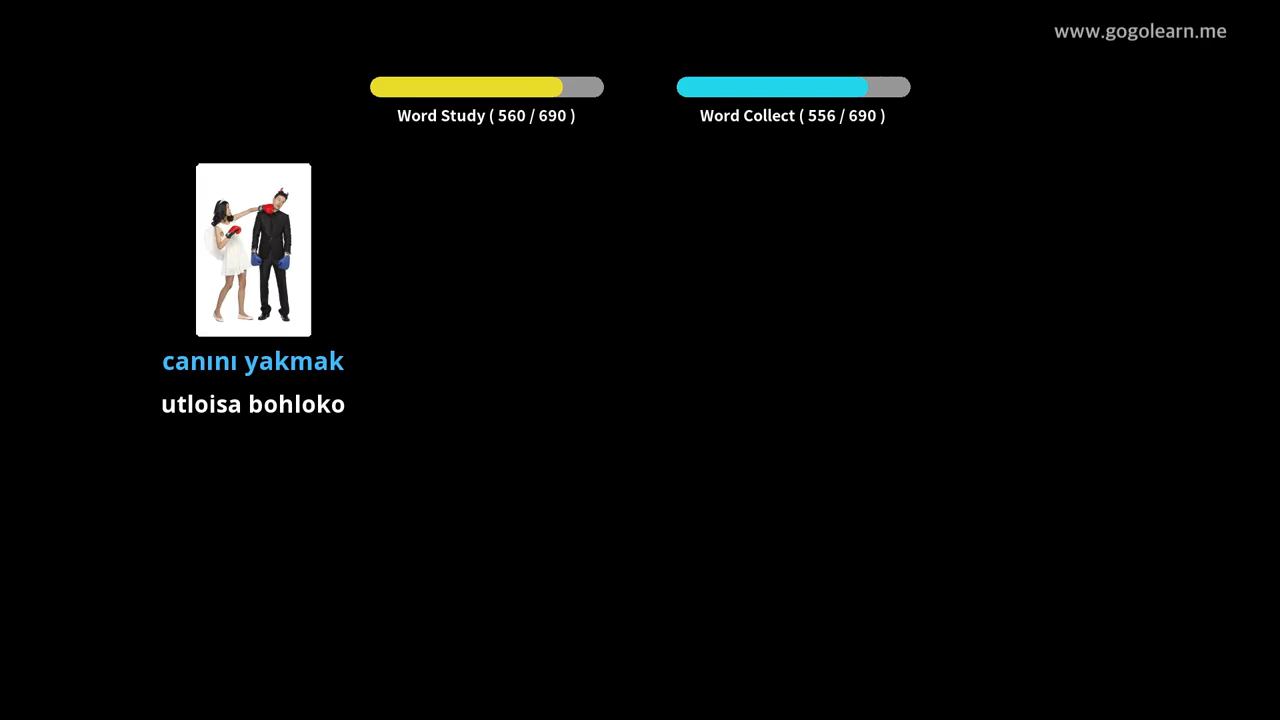 www.gogolearn.me
Word Study ( 560 / 690 )
Word Collect ( 556 / 690 )
canını yakmak
utloisa bohloko